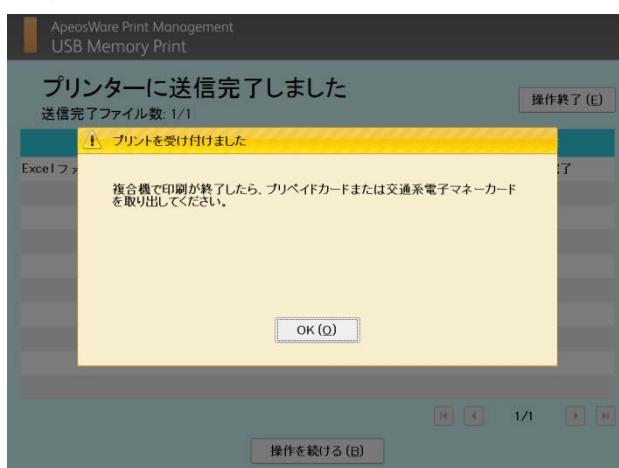 ApeosWare Print Management
USB Memory Print
プリンターに送信完了しました
送信完了ファイル数: 1/1
操作終了(E)
プリントを受け付けました
Excelファ
了
複合機で印刷が終了したら、プリペイドカードまたは交通系電子マネーカード
を取り出してください。
OK(O)
1/1
操作を続ける(B)